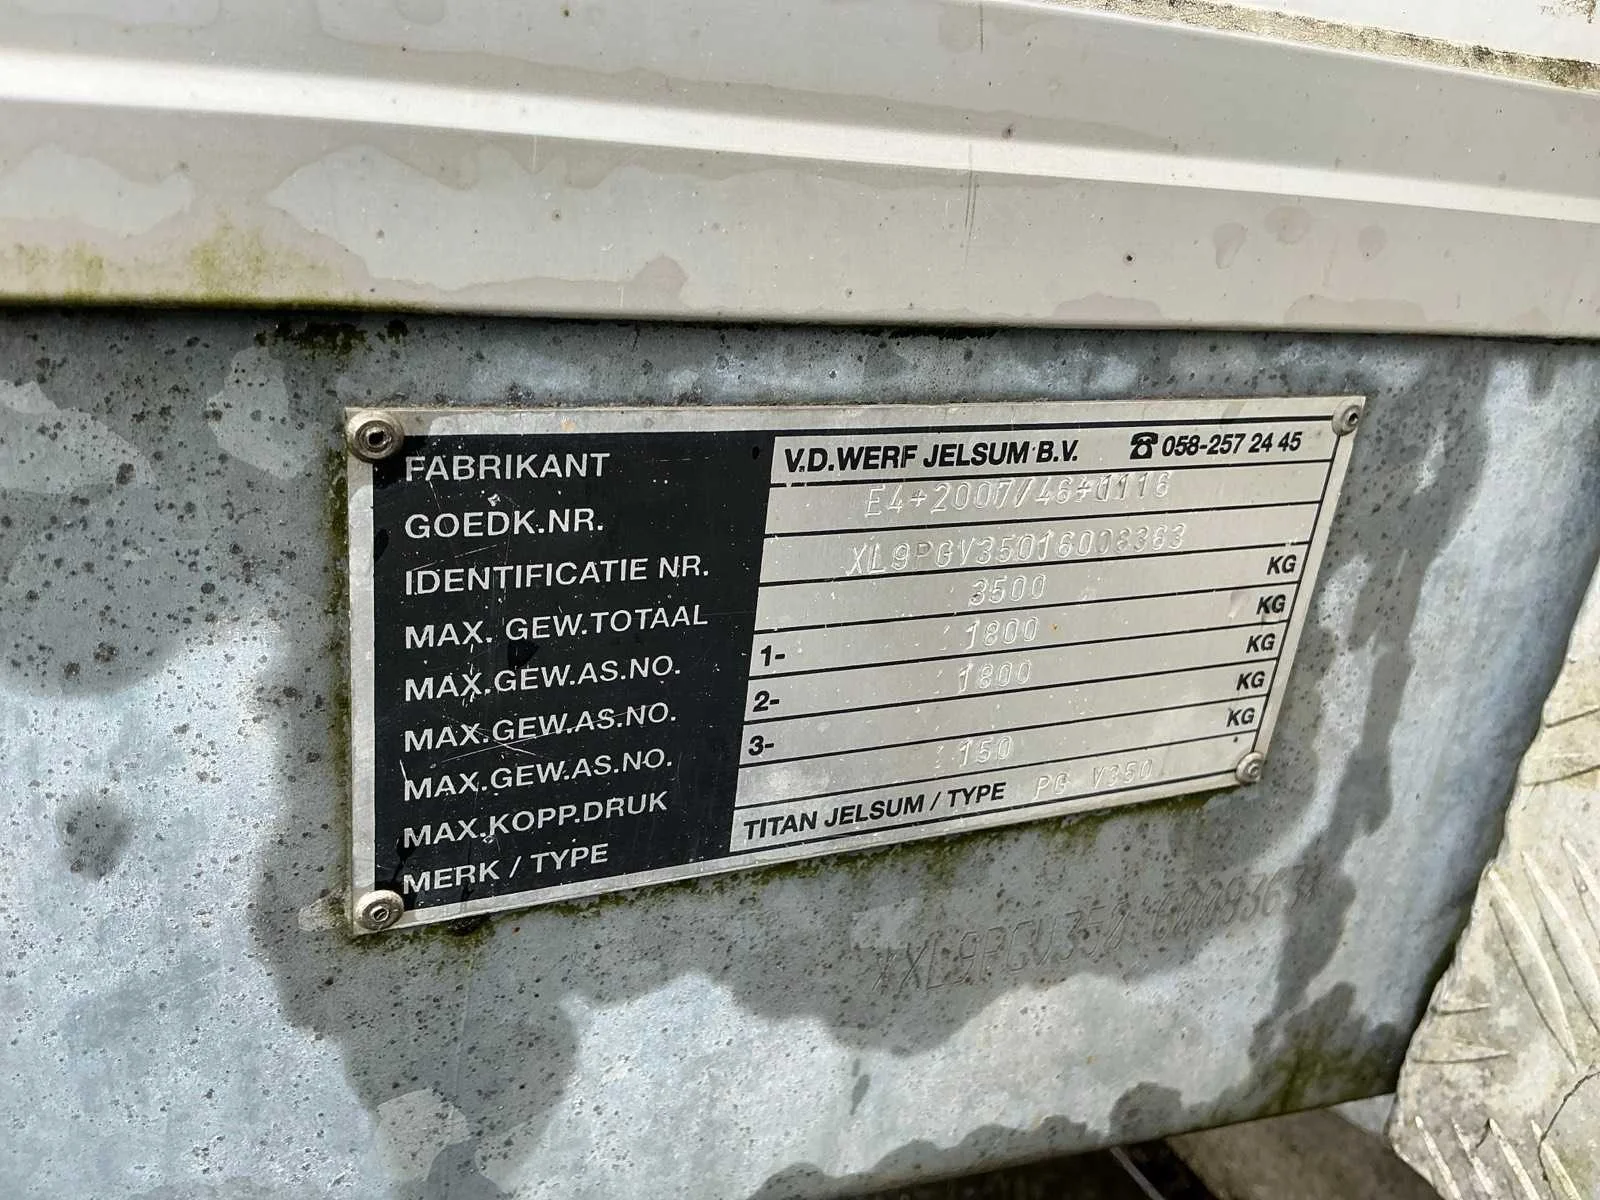 FABRIKANT V.D.WERF JELSUM B.V. ☎ 058-257 24 45
GOEDK.NR. E4*2007/46*0116
IDENTIFICATIE NR. XL9PGV35016008363
MAX. GEW.TOTAAL 3500 KG
MAX.GEW.AS.NO. 1- 1800 KG
MAX.GEW.AS.NO. 2- 1800 KG
MAX.GEW.AS.NO. 3- KG
MAX.KOPP.DRUK 150 KG
MERK / TYPE TITAN JELSUM / TYPE PG V350
*XL9PGV35016008363*